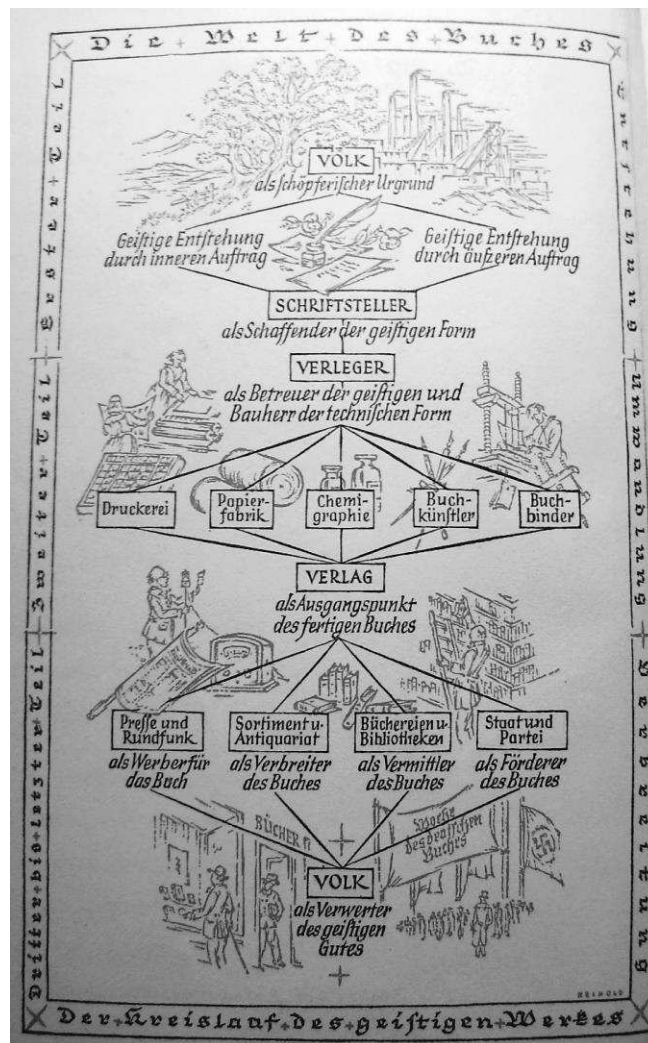 Die + Welt + des + Buches
Erster + Teil
Entstehung
VOLK
als schöpferischer Urgrund
Geistige Entstehung
durch inneren Auftrag
Geistige Entstehung
durch äußeren Auftrag
SCHRIFTSTELLER
als Schaffender der geistigen Form
Zweiter + Teil
Umwandlung
VERLEGER
als Betreuer der geistigen und
Bauherr der technischen Form
Druckerei
Papier-
fabrik
Chemi-
graphie
Buch-
künstler
Buch-
binder
VERLAG
als Ausgangspunkt
des fertigen Buches
Dritter + bis + letzter + Teil
Verbreitung
Presse und
Rundfunk
als Werber für
das Buch
Sortiment u.
Antiquariat
als Verbreiter
des Buches
Büchereien u.
Bibliotheken
als Vermittler
des Buches
Staat und
Partei
als Förderer
des Buches
BÜCHER
Woche
des deutschen
Buches
VOLK
als Verwerter
des geistigen
Gutes
Der + Kreislauf + des + geistigen + Werkes